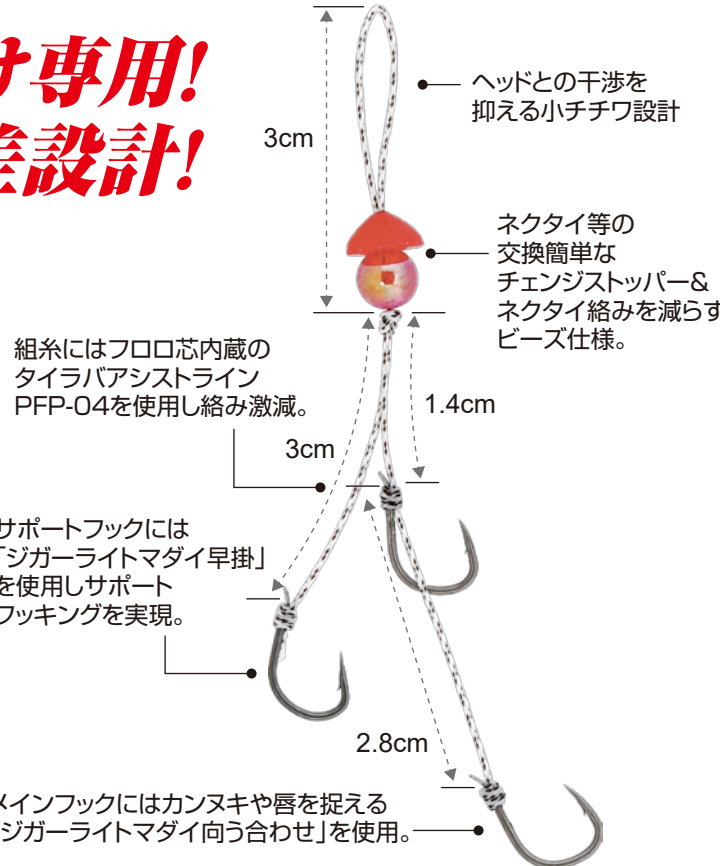 け専用!
差設計!
3cm
ヘッドとの干渉を
抑える小チチワ設計
ネクタイ等の
交換簡単な
チェンジストッパー&
ネクタイ絡みを減らす
ビーズ仕様。
組糸にはフロロ芯内蔵の
タイラバアシストライン
PFP-04を使用し絡み激減。
1.4cm
3cm
サポートフックには
「ジガーライトマダイ早掛」
を使用しサポート
フッキングを実現。
2.8cm
メインフックにはカンヌキや唇を捉える
「ジガーライトマダイ向う合わせ」を使用。